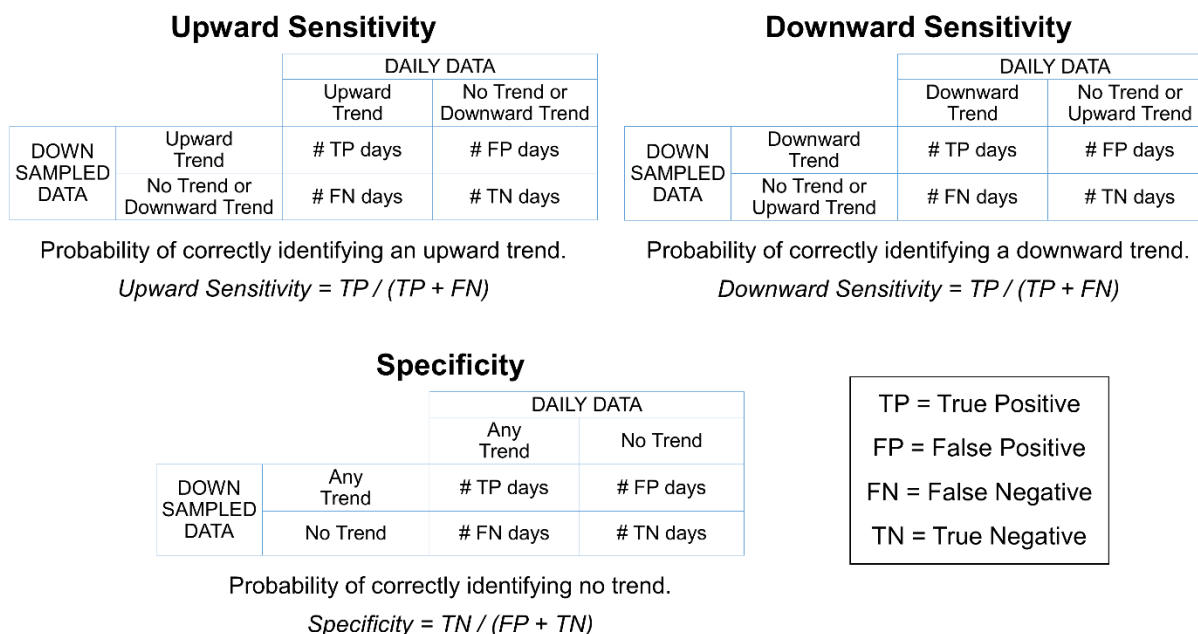 Upward Sensitivity
DAILY DATA
Upward
Trend
No Trend or
Downward Trend
DOWN
SAMPLED
DATA
Upward
Trend
# TP days
# FP days
No Trend or
Downward Trend
# FN days
# TN days
Probability of correctly identifying an upward trend.
Upward Sensitivity = TP / (TP + FN)
Downward Sensitivity
DAILY DATA
Downward
Trend
No Trend or
Upward Trend
DOWN
SAMPLED
DATA
Downward
Trend
# TP days
# FP days
No Trend or
Upward Trend
# FN days
# TN days
Probability of correctly identifying a downward trend.
Downward Sensitivity = TP / (TP + FN)
Specificity
DAILY DATA
Any
Trend
No Trend
DOWN
SAMPLED
DATA
Any
Trend
# TP days
# FP days
No Trend
# FN days
# TN days
Probability of correctly identifying no trend.
Specificity = TN / (FP + TN)
TP = True Positive
FP = False Positive
FN = False Negative
TN = True Negative